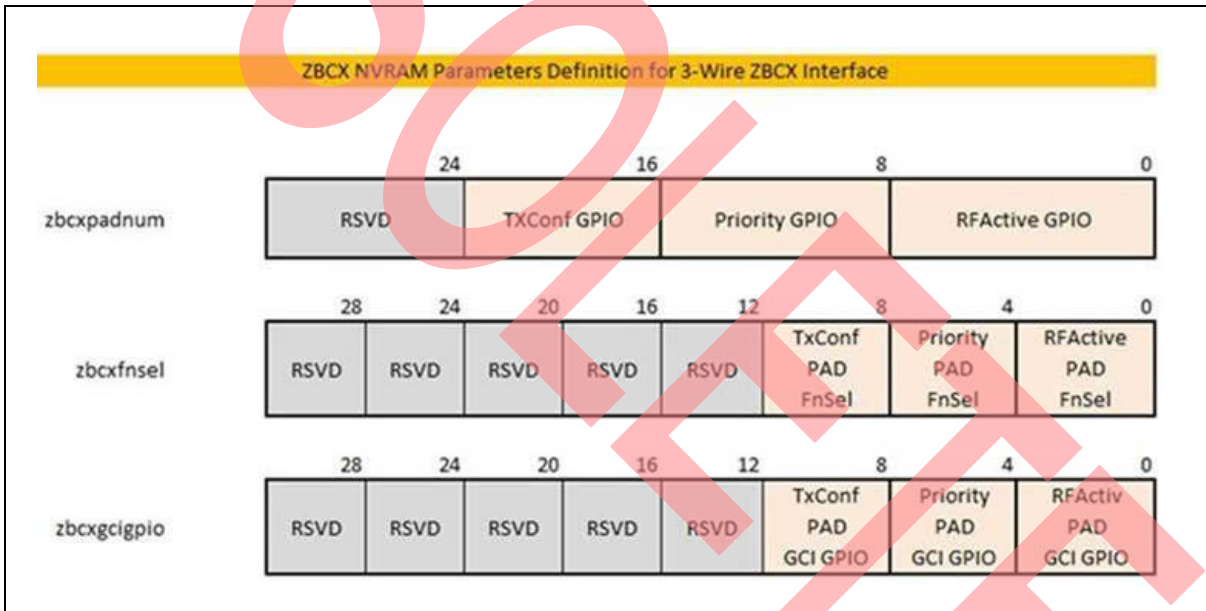 ZBCX NVRAM Parameters Definition for 3-Wire ZBCX Interface
24 16 8 0
zbcxpadnum RSVD TXConf GPIO Priority GPIO RFActive GPIO
28 24 20 16 12 8 4 0
TxConf Priority RFActive
zbcxfnsel RSVD RSVD RSVD RSVD RSVD PAD PAD PAD
FnSel FnSel FnSel
28 24 20 16 12 8 4 0
TxConf Priority RFActiv
zbcxgcigpio RSVD RSVD RSVD RSVD RSVD PAD PAD PAD
GCI GPIO GCI GPIO GCI GPIO